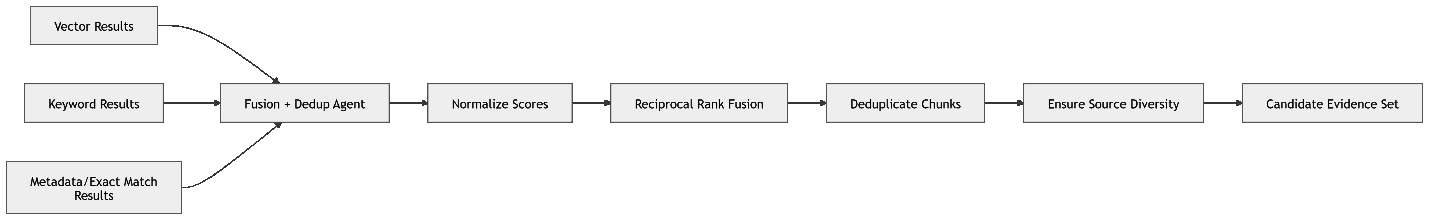 Vector Results
Keyword Results
Fusion + Dedup Agent
Normalize Scores
Reciprocal Rank Fusion
Deduplicate Chunks
Ensure Source Diversity
Candidate Evidence Set
Metadata/Exact Match
Results